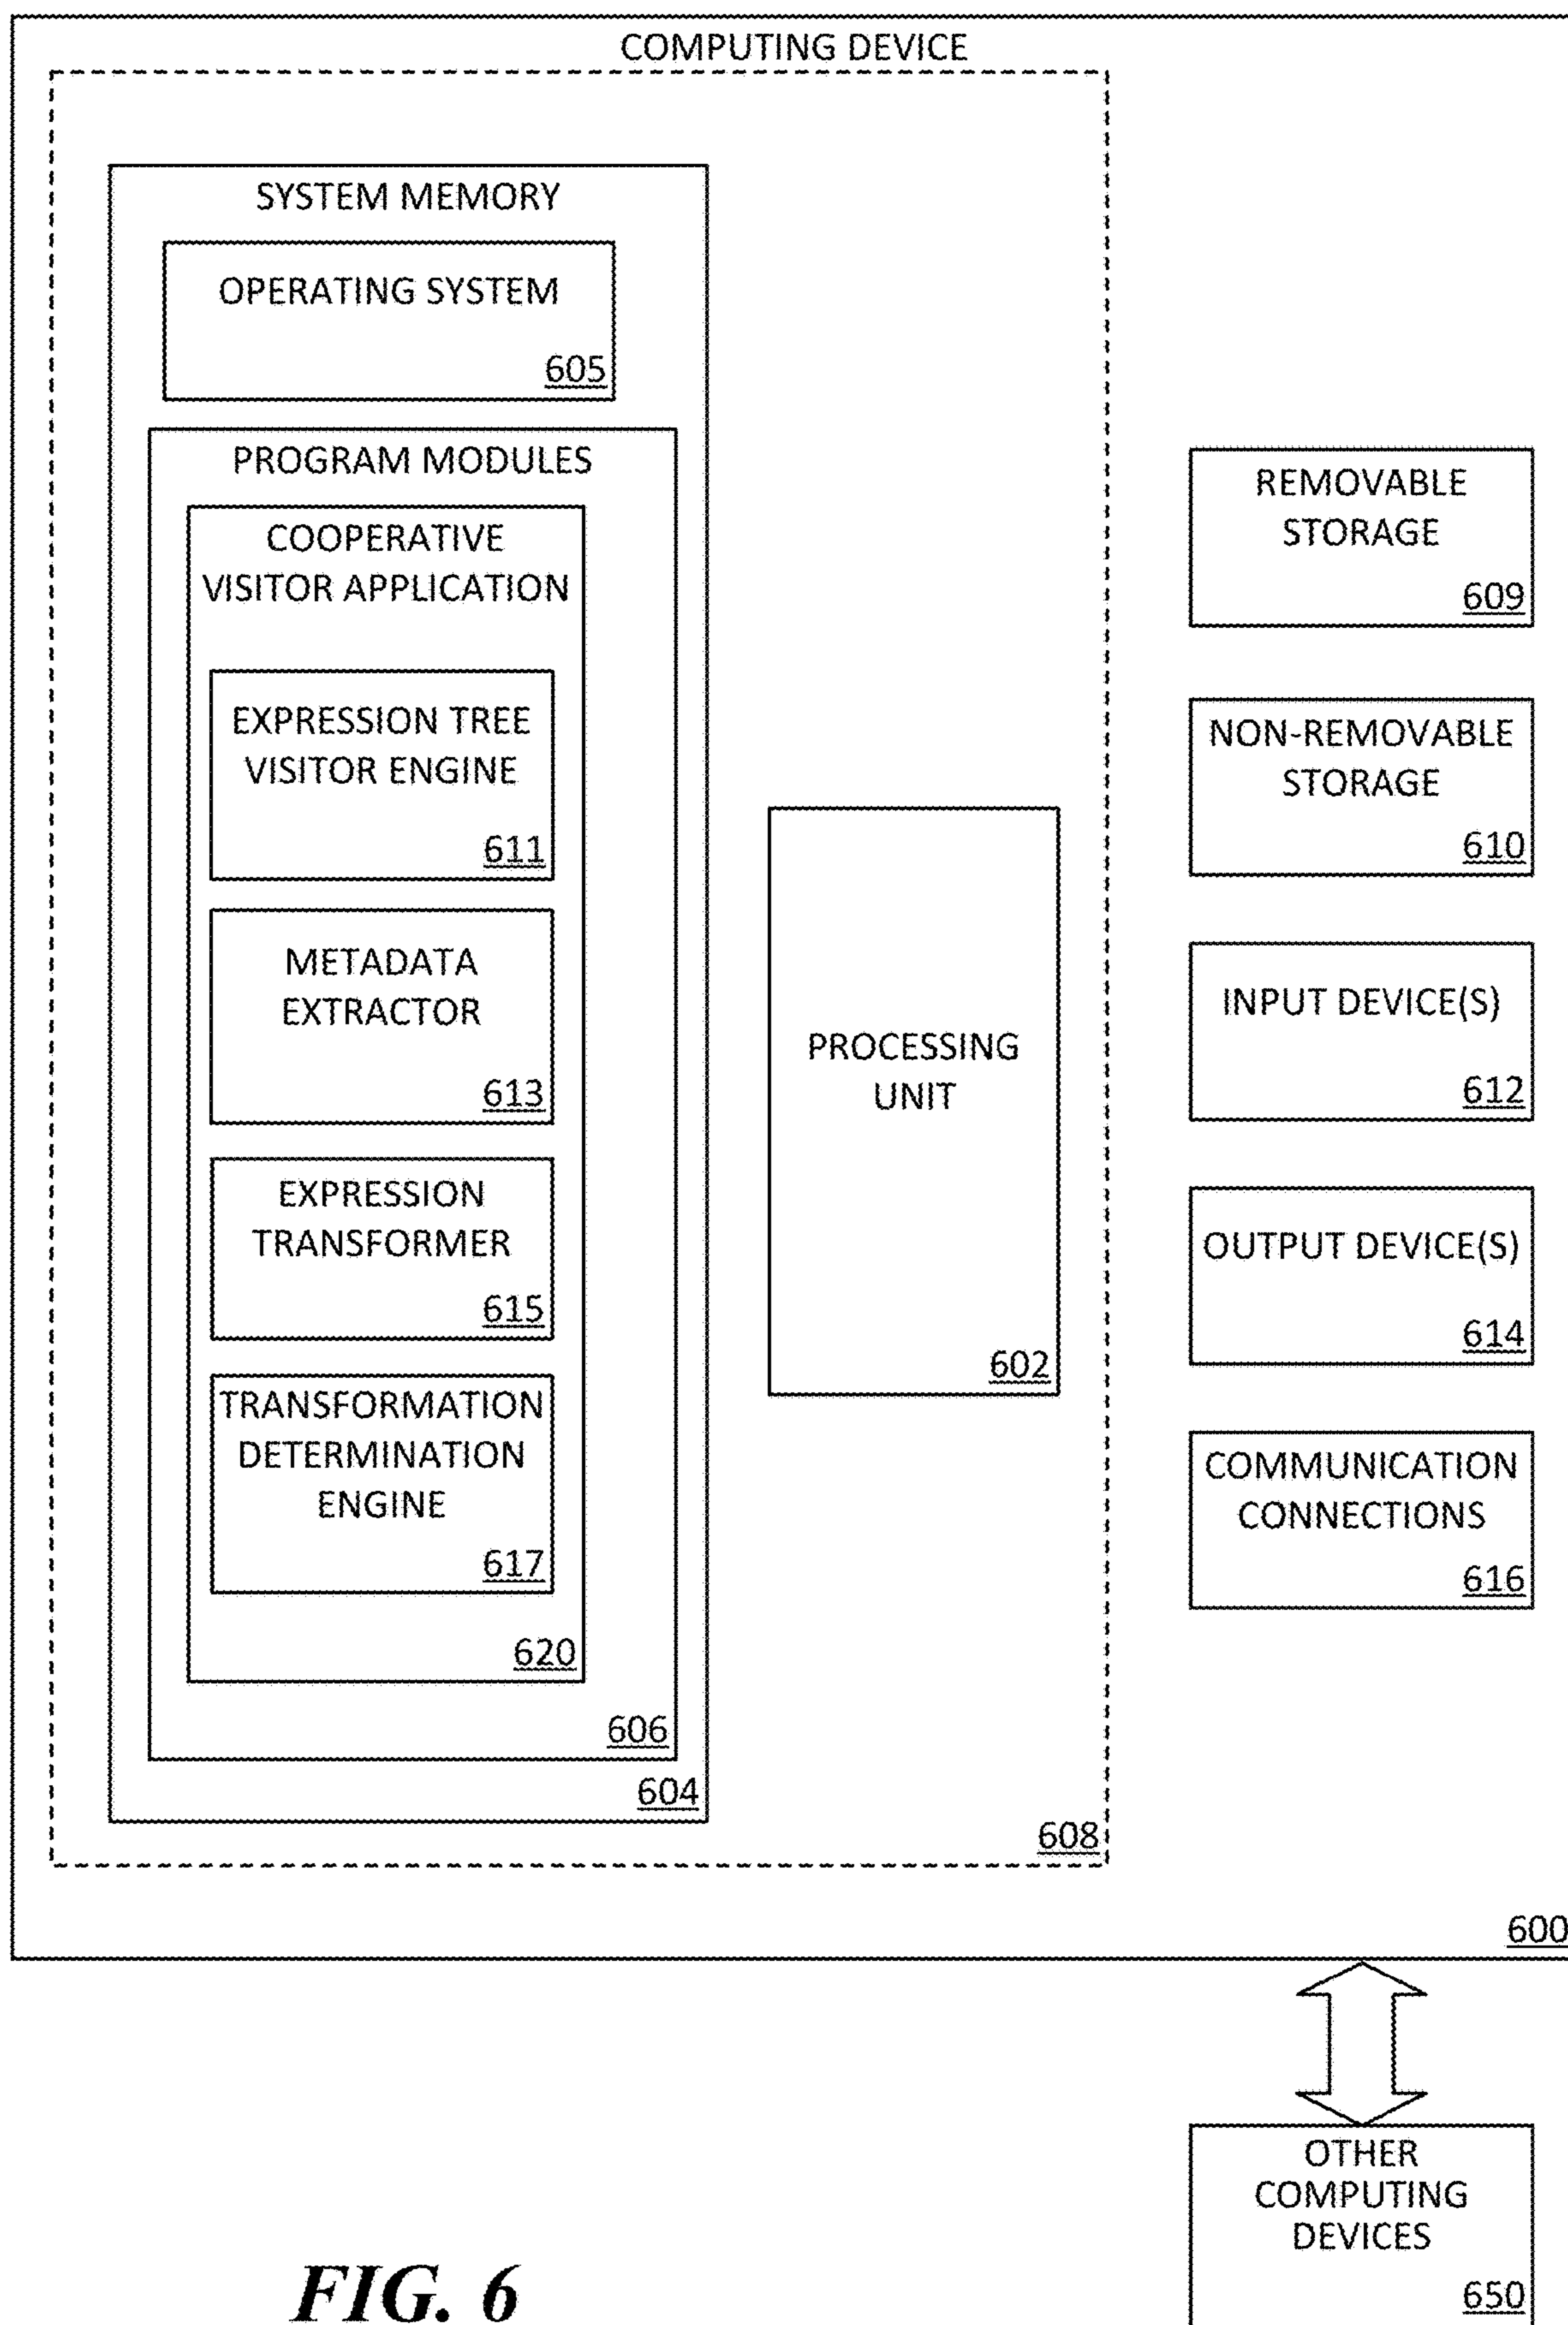 COMPUTING DEVICE
SYSTEM MEMORY
OPERATING SYSTEM
605
PROGRAM MODULES
COOPERATIVE
VISITOR APPLICATION
EXPRESSION TREE
VISITOR ENGINE
611
METADATA
EXTRACTOR
613
EXPRESSION
TRANSFORMER
615
TRANSFORMATION
DETERMINATION
ENGINE
617
620
606
604
PROCESSING
UNIT
602
608
REMOVABLE
STORAGE
609
NON-REMOVABLE
STORAGE
610
INPUT DEVICE(S)
612
OUTPUT DEVICE(S)
614
COMMUNICATION
CONNECTIONS
616
600
OTHER
COMPUTING
DEVICES
650
FIG. 6